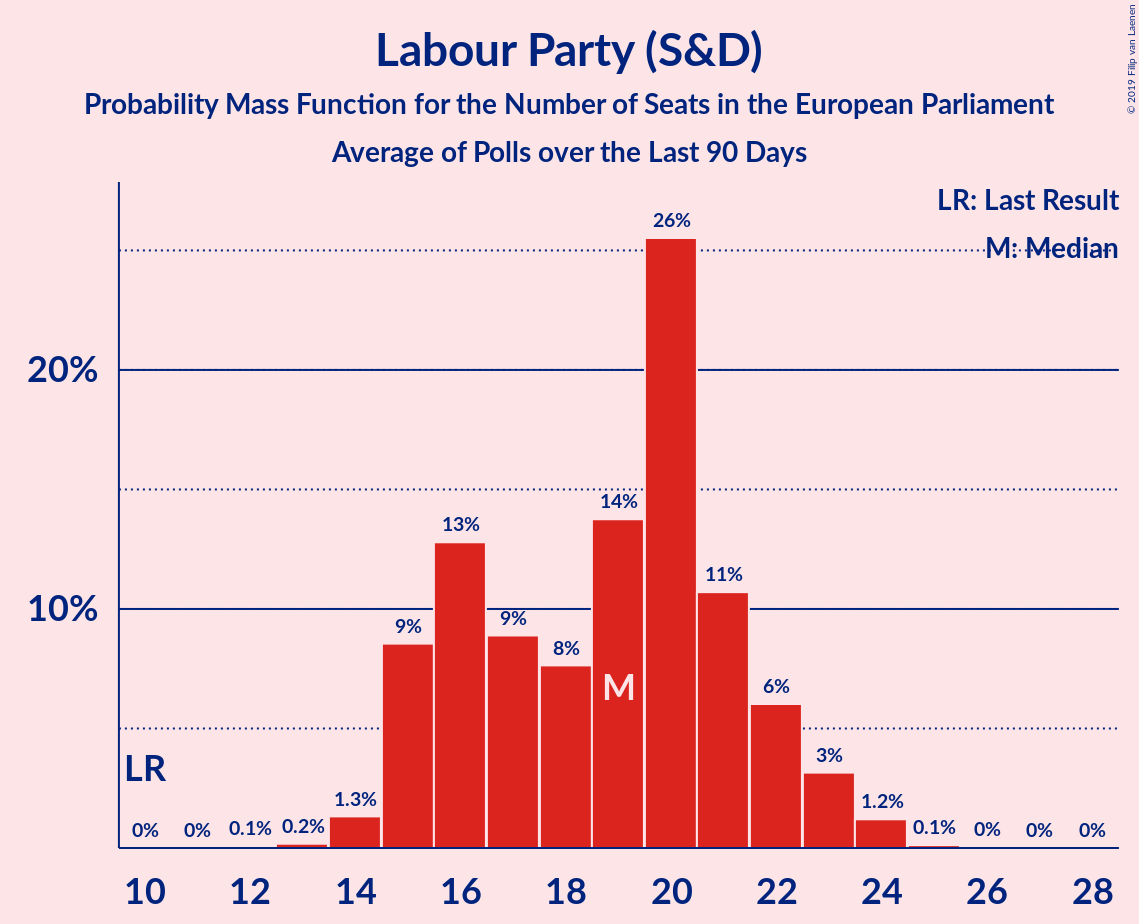 Labour Party (S&D)
Probability Mass Function for the Number of Seats in the European Parliament
Average of Polls over the Last 90 Days
© 2019 Filip van Laenen
LR: Last Result
M: Median
26%
20%
14%
13%
11%
10%
9%
9%
8%
M
6%
3%
LR
1.3%
1.2%
0%
0%
0.1%
0.2%
0.1%
0%
0%
0%
10 12 14 16 18 20 22 24 26 28